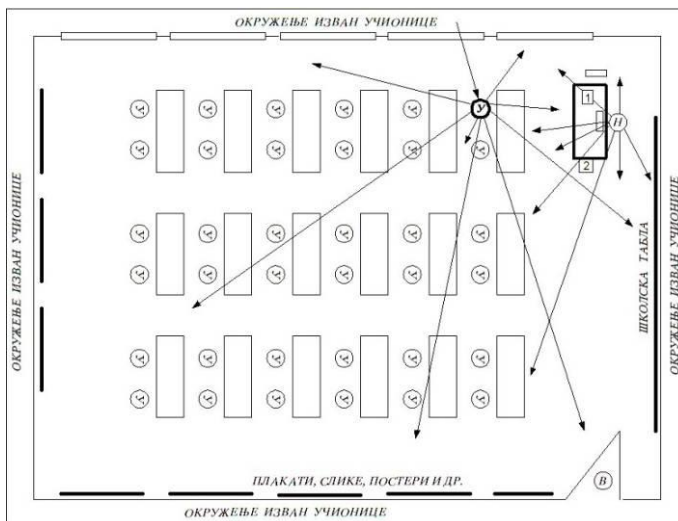 ОКРУЖЕЊЕ ИЗВАН УЧИОНИЦЕ
ОКРУЖЕЊЕ ИЗВАН УЧИОНИЦЕ
У У У У У У
1
Н
У У У У У У
2
У У У У У У
У У У У У У
У У У У У У
У У У У У У
ШКОЛСКА ТАБЛА
ОКРУЖЕЊЕ ИЗВАН УЧИОНИЦЕ
ПЛАКАТИ, СЛИКЕ, ПОСТЕРИ И ДР.
В
ОКРУЖЕЊЕ ИЗВАН УЧИОНИЦЕ